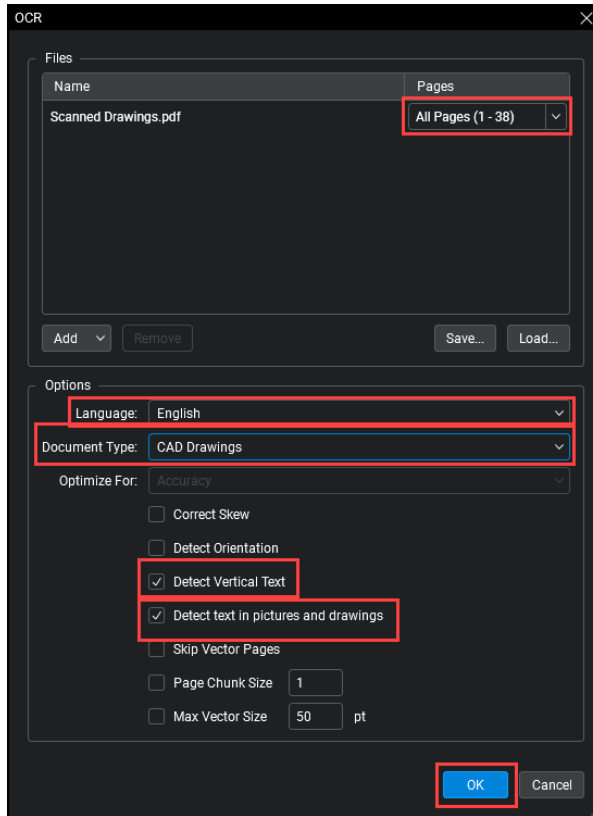 OCR
Files
Name Pages
Scanned Drawings.pdf All Pages (1 - 38)
Add Remove Save... Load...
Options
Language: English
Document Type: CAD Drawings
Optimize For: Accuracy
Correct Skew
Detect Orientation
Detect Vertical Text
Detect text in pictures and drawings
Skip Vector Pages
Page Chunk Size 1
Max Vector Size 50 pt
OK Cancel